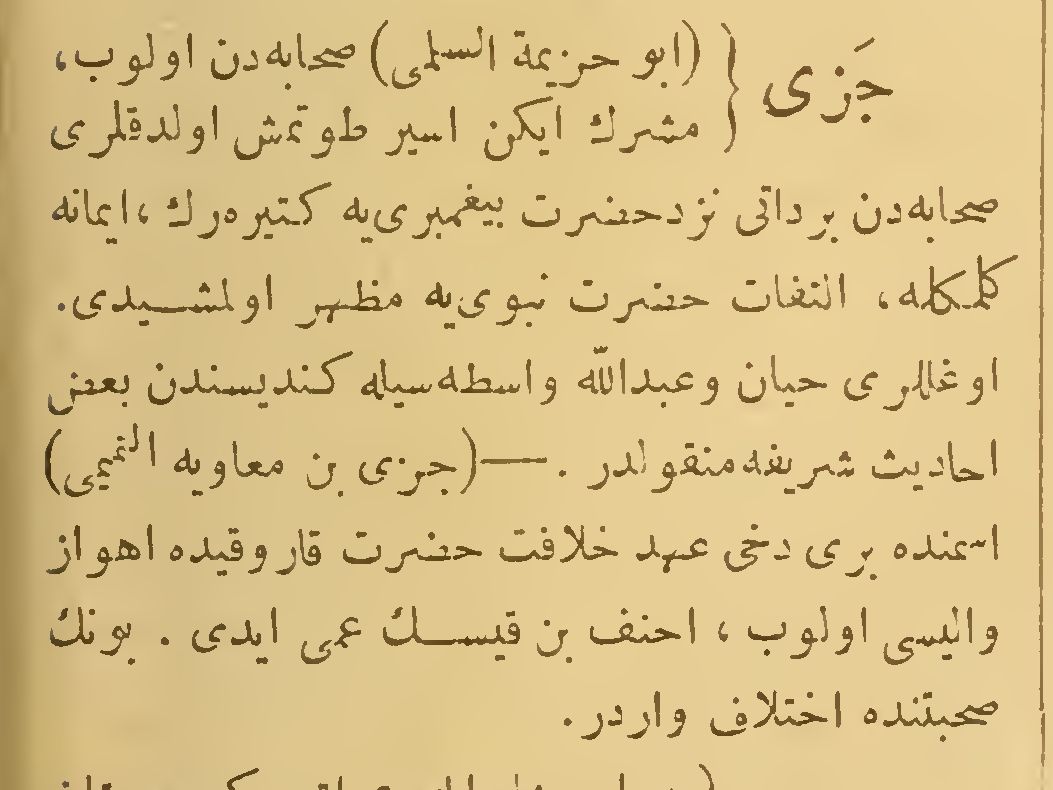 جَزى { (ابو حزيمة السلمى) صحابه‌دن اولوب،
مشرك ايكن اسير طوتمش اولدقلرى
صحابه‌دن بر ذاتى نزد حضرت پيغمبرى‌يه كتيره‌رك، ايمانه
كلمكله، التفات حضرت نبوى‌يه مظهر اولمشيدى.
اوغللرى حيان وعبدالله واسطه‌سيله كنديسندن بعض
احاديث شريفه منقولدر. —(جزى بن معاويه التميمى)
اسمنده برى دخى عهد خلافت حضرت فاروقيده اهواز
واليسى اولوب، احنف بن قيسك عمى ايدى. بونك
صحبتنده اختلاف واردر.